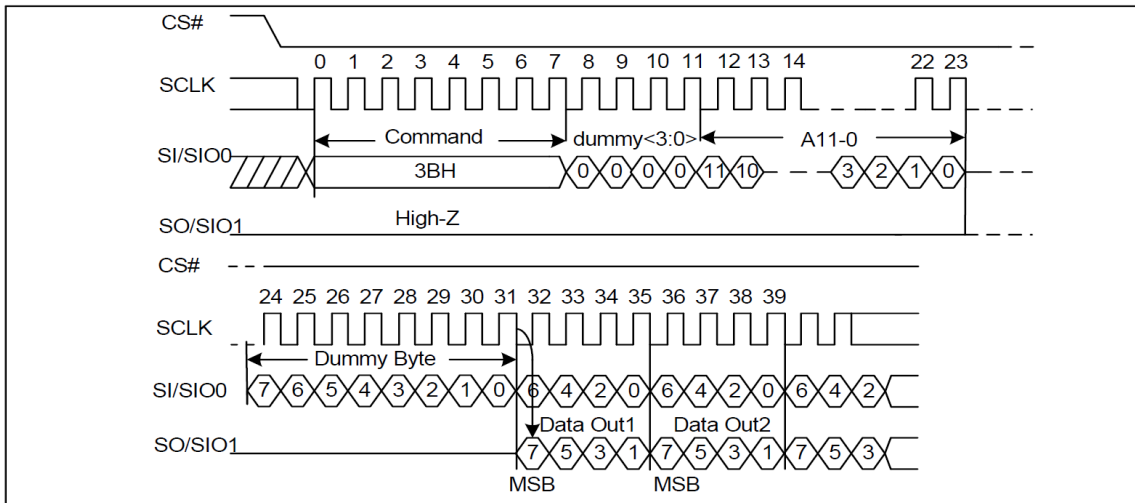 CS#
0 1 2 3 4 5 6 7 8 9 10 11 12 13 14 22 23
SCLK
Command dummy<3:0> A11-0
SI/SIO0 3BH 0 0 0 0 11 10 3 2 1 0
SO/SIO1 High-Z
CS#
24 25 26 27 28 29 30 31 32 33 34 35 36 37 38 39
SCLK
Dummy Byte
SI/SIO0 7 6 5 4 3 2 1 0 6 4 2 0 6 4 2 0 6 4 2
Data Out1 Data Out2
SO/SIO1 7 5 3 1 7 5 3 1 7 5 3
MSB MSB